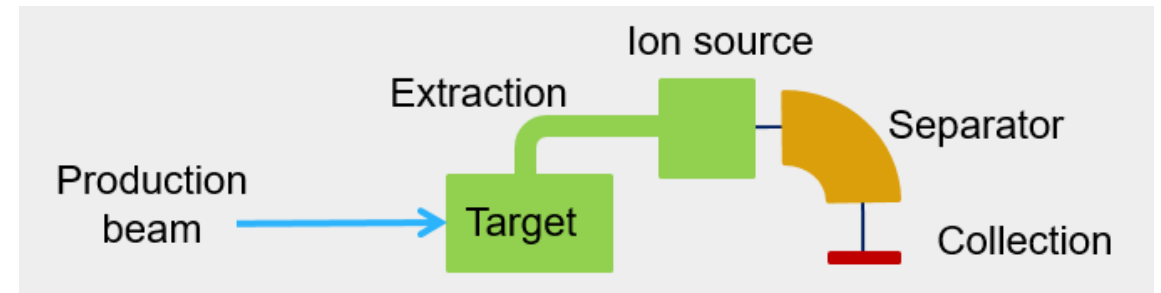 Ion source
Extraction
Separator
Production
beam
Target
Collection